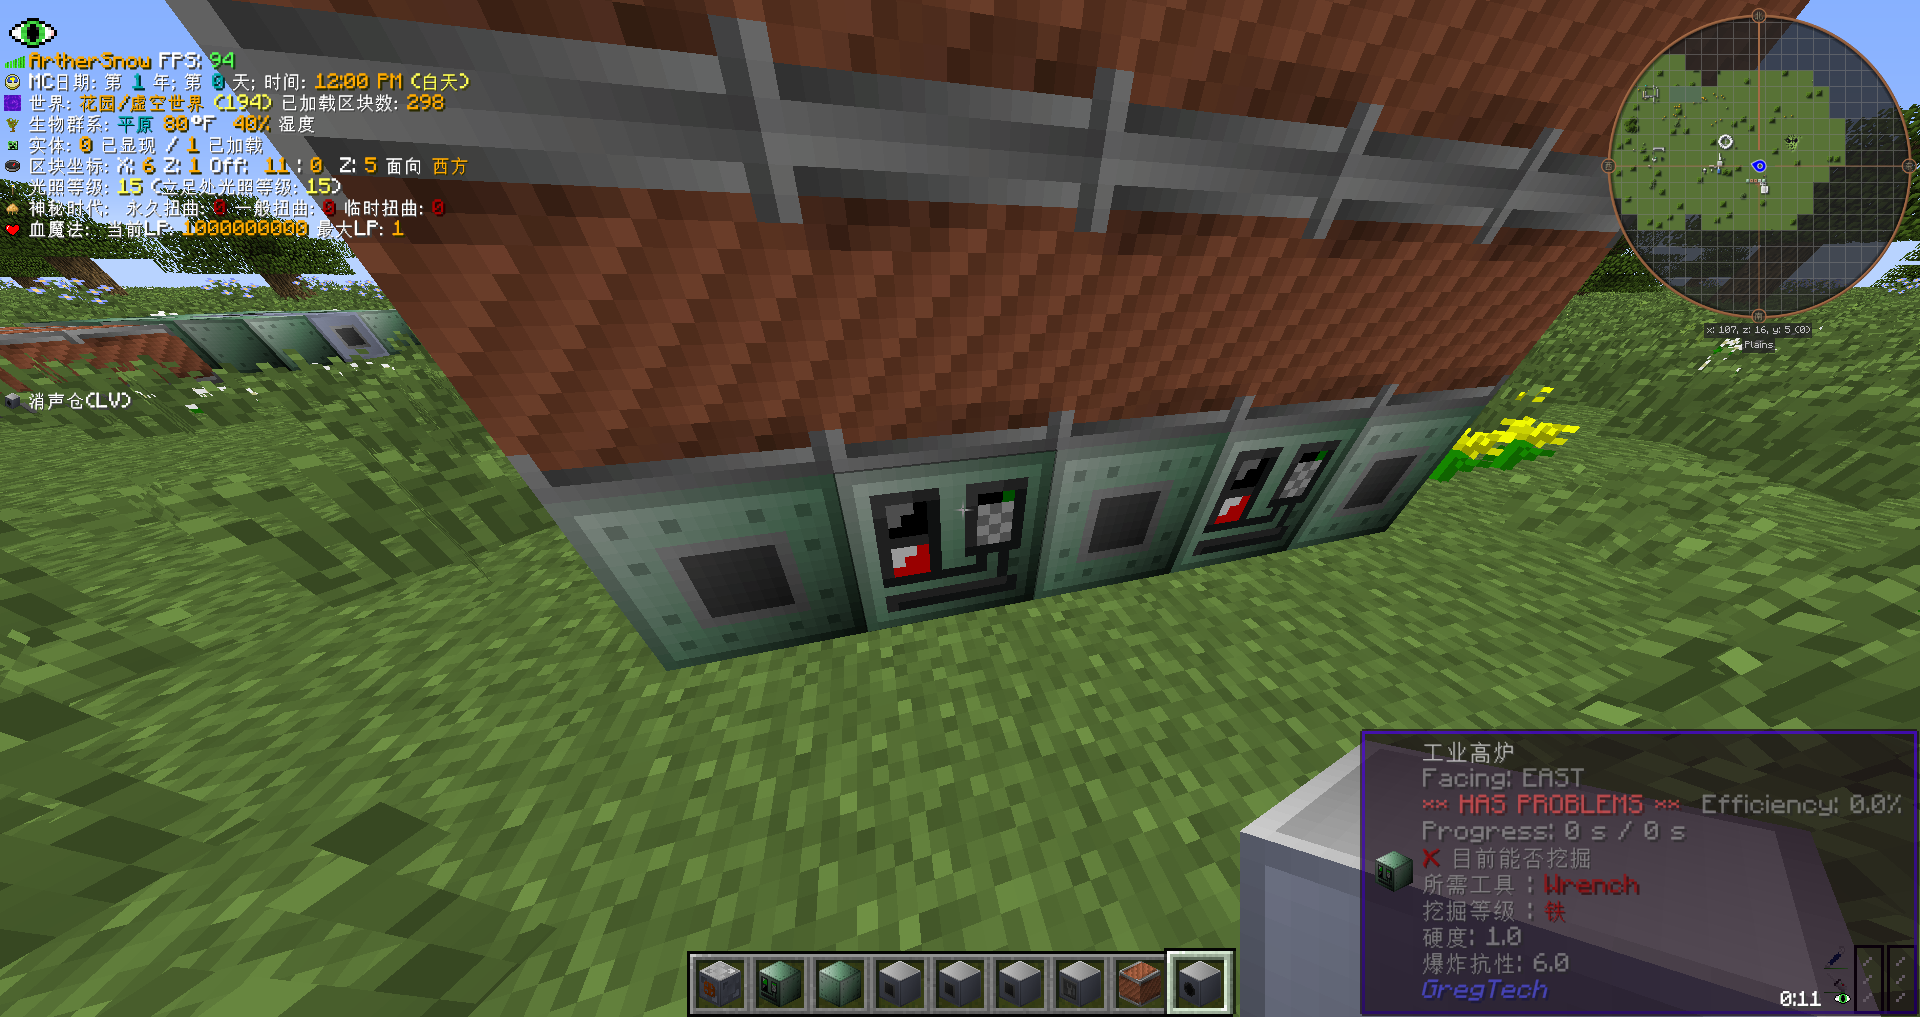 ArtherSnow FPS: 94
MC日期: 第 1 年; 第 0 天; 时间: 12:00 PM (白天)
世界: 花园/虚空世界 (194) 已加载区块数: 298
生物群系: 平原 80°F 40% 湿度
实体: 0 已显现 / 1 已加载
区块坐标: X: 6 Z: 1 Off: 11 : 0 Z: 5 面向 西方
光照等级: 15 (立足处光照等级: 15)
神秘时代: 永久扭曲: 0 一般扭曲: 0 临时扭曲: 0
血魔法: 当前LP: 1000000000 最大LP: 1
消声仓(LV)
北
西
东
南
x: 107, z: 16, y: 5 (0)
Plains
工业高炉
Facing: EAST
** HAS PROBLEMS ** Efficiency: 0.0%
Progress: 0 s / 0 s
X 目前能否挖掘
所需工具 : Wrench
挖掘等级 : 铁
硬度: 1.0
爆炸抗性: 6.0
GregTech
0:11